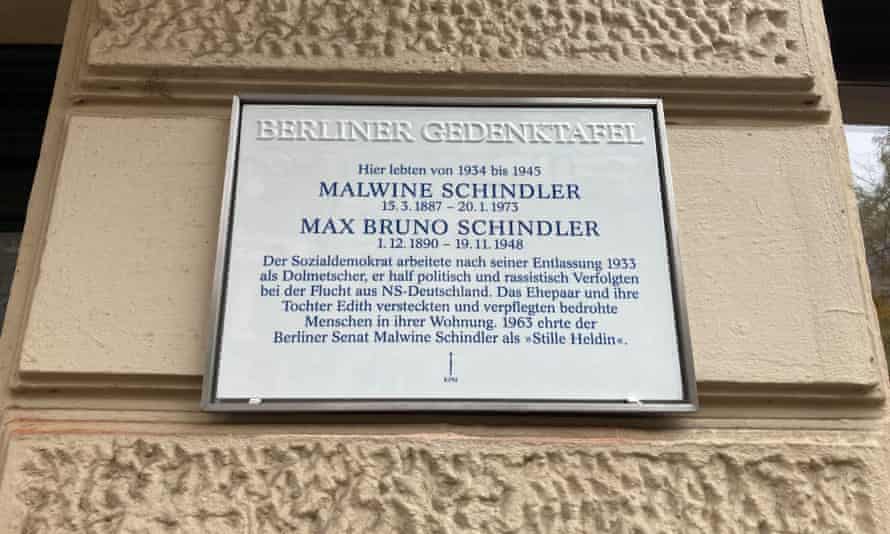 BERLINER GEDENKTAFEL
Hier lebten von 1934 bis 1945
MALWINE SCHINDLER
15. 3. 1887 – 20. 1. 1973
MAX BRUNO SCHINDLER
1. 12. 1890 – 19. 11. 1948
Der Sozialdemokrat arbeitete nach seiner Entlassung 1933
als Dolmetscher, er half politisch und rassistisch Verfolgten
bei der Flucht aus NS-Deutschland. Das Ehepaar und ihre
Tochter Edith versteckten und verpflegten bedrohte
Menschen in ihrer Wohnung. 1963 ehrte der
Berliner Senat Malwine Schindler als »Stille Heldin«.
KPM